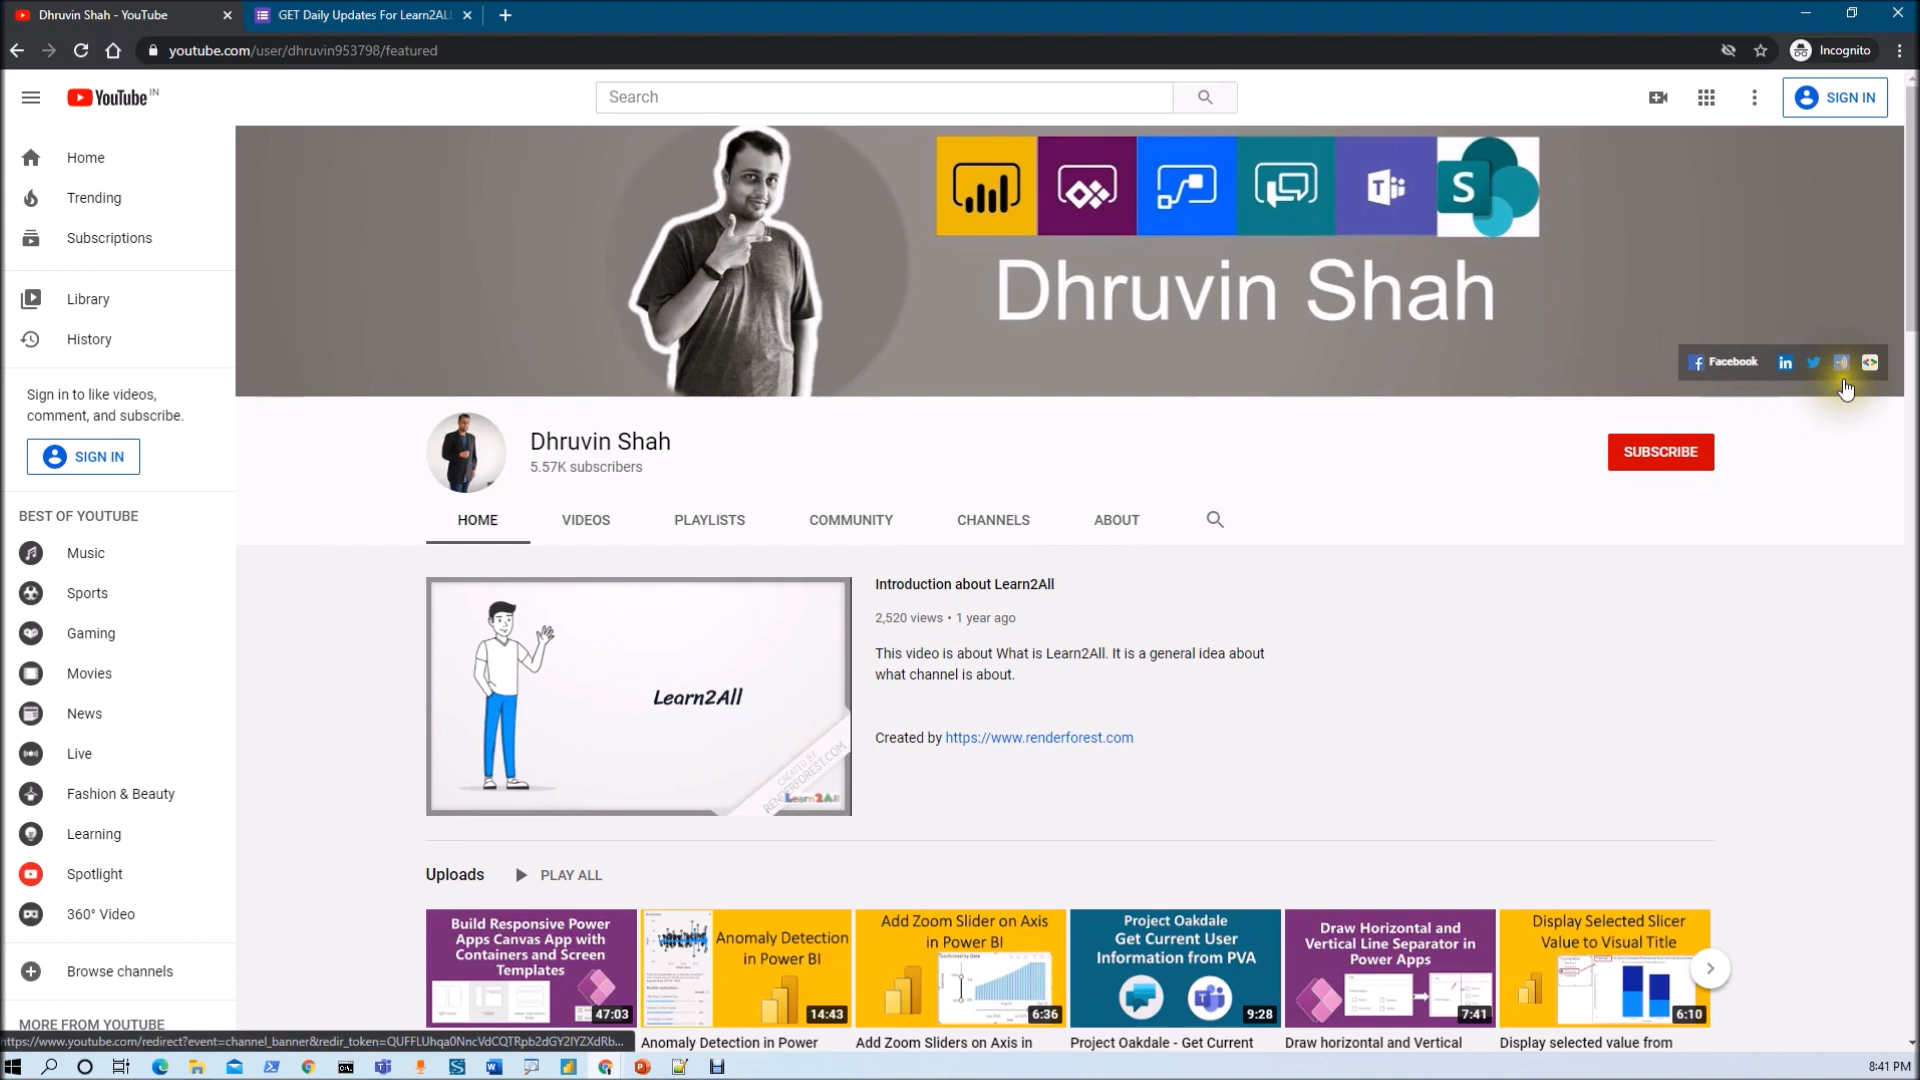 Dhruvin Shah - YouTube
GET Daily Updates For Learn2ALL
youtube.com/user/dhruvin953798/featured
Incognito
YouTube IN
Search
SIGN IN
Home
Trending
Subscriptions
Library
History
Sign in to like videos,
comment, and subscribe.
SIGN IN
BEST OF YOUTUBE
Music
Sports
Gaming
Movies
News
Live
Fashion & Beauty
Learning
Spotlight
360° Video
Browse channels
MORE FROM YOUTUBE
Dhruvin Shah
Facebook
Dhruvin Shah
5.57K subscribers
SUBSCRIBE
HOME
VIDEOS
PLAYLISTS
COMMUNITY
CHANNELS
ABOUT
Learn2All
CREATED BY
RENDERFOREST.COM
Learn2All
Introduction about Learn2All
2,520 views • 1 year ago
This video is about What is Learn2All. It is a general idea about
what channel is about.
Created by https://www.renderforest.com
Uploads
PLAY ALL
Build Responsive Power
Apps Canvas App with
Containers and Screen
Templates
47:03
Anomaly Detection
in Power BI
14:43
Anomaly Detection in Power
Add Zoom Slider on Axis
in Power BI
6:36
Add Zoom Sliders on Axis in
Project Oakdale
Get Current User
Information from PVA
9:28
Project Oakdale - Get Current
Draw Horizontal and
Vertical Line Separator in
Power Apps
7:41
Draw horizontal and Vertical
Display Selected Slicer
Value to Visual Title
6:10
Display selected value from
8:41 PM